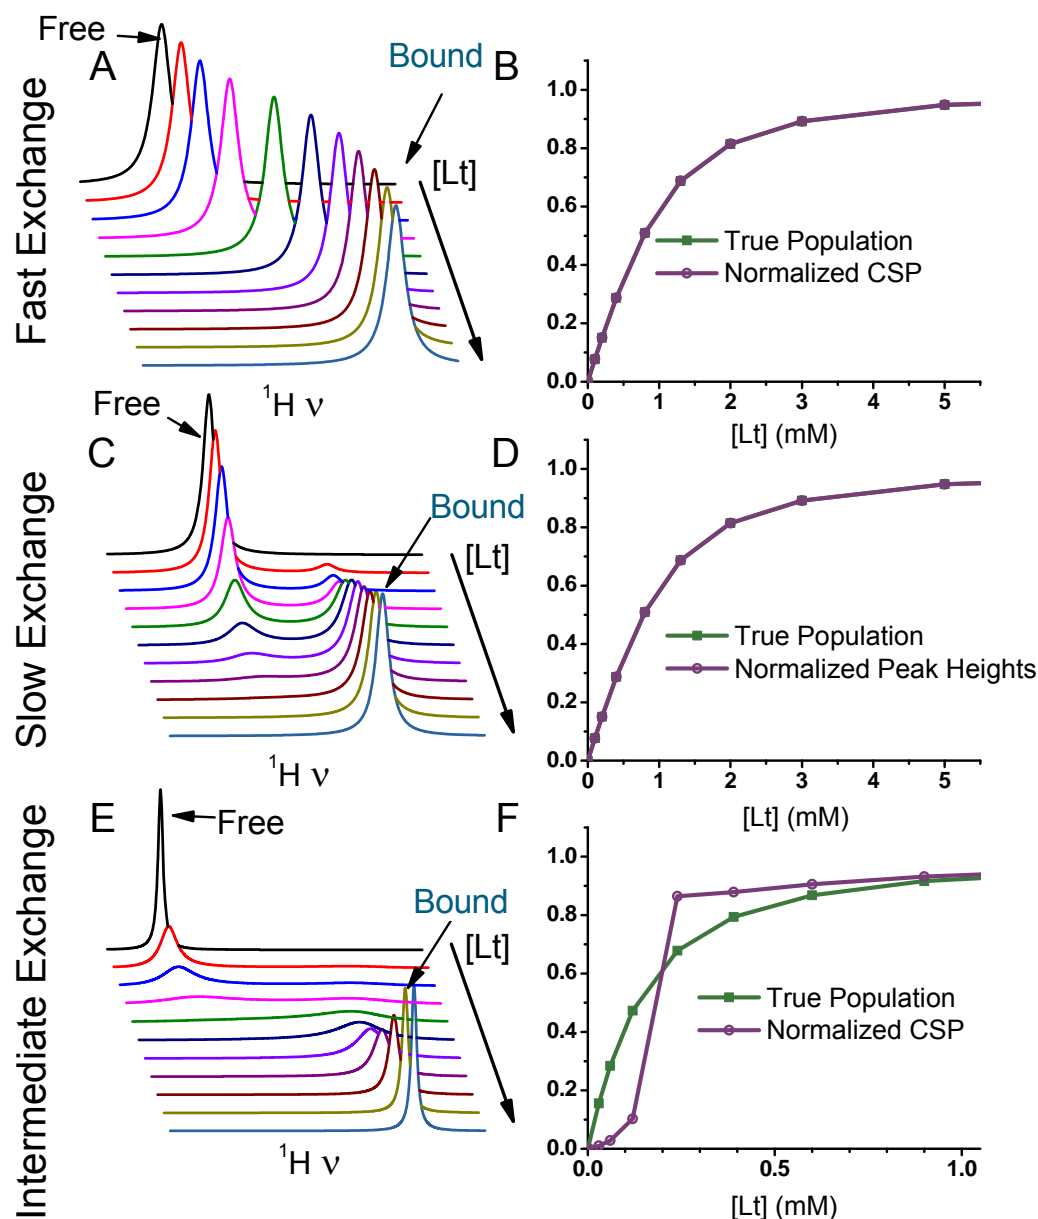 Fast Exchange
A
Free
Bound
[Lt]
¹H ν
B
1.0
0.8
0.6
0.4
0.2
0.0
True Population
Normalized CSP
0 1 2 3 4 5
[Lt] (mM)
Slow Exchange
C
Free
Bound
[Lt]
¹H ν
D
1.0
0.8
0.6
0.4
0.2
0.0
True Population
Normalized Peak Heights
0 1 2 3 4 5
[Lt] (mM)
Intermediate Exchange
E
Free
Bound
[Lt]
¹H ν
F
1.0
0.8
0.6
0.4
0.2
0.0
True Population
Normalized CSP
0.0 0.5 1.0
[Lt] (mM)